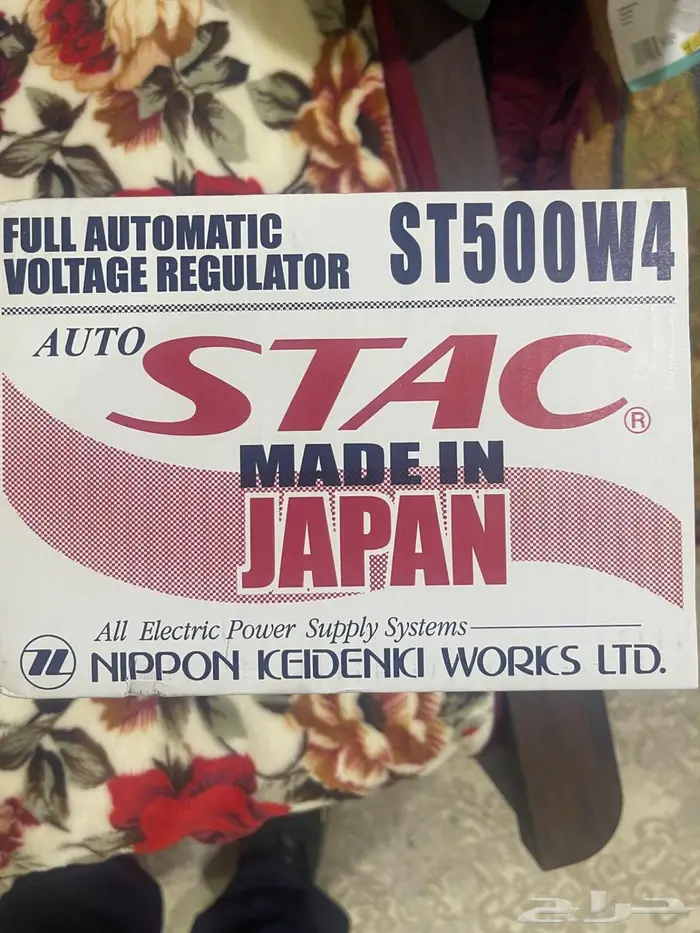 FULL AUTOMATIC
VOLTAGE REGULATOR
ST500W4
AUTO
STAC®
MADE IN
JAPAN
All Electric Power Supply Systems
NIPPON KEIDENKI WORKS LTD.
حراج